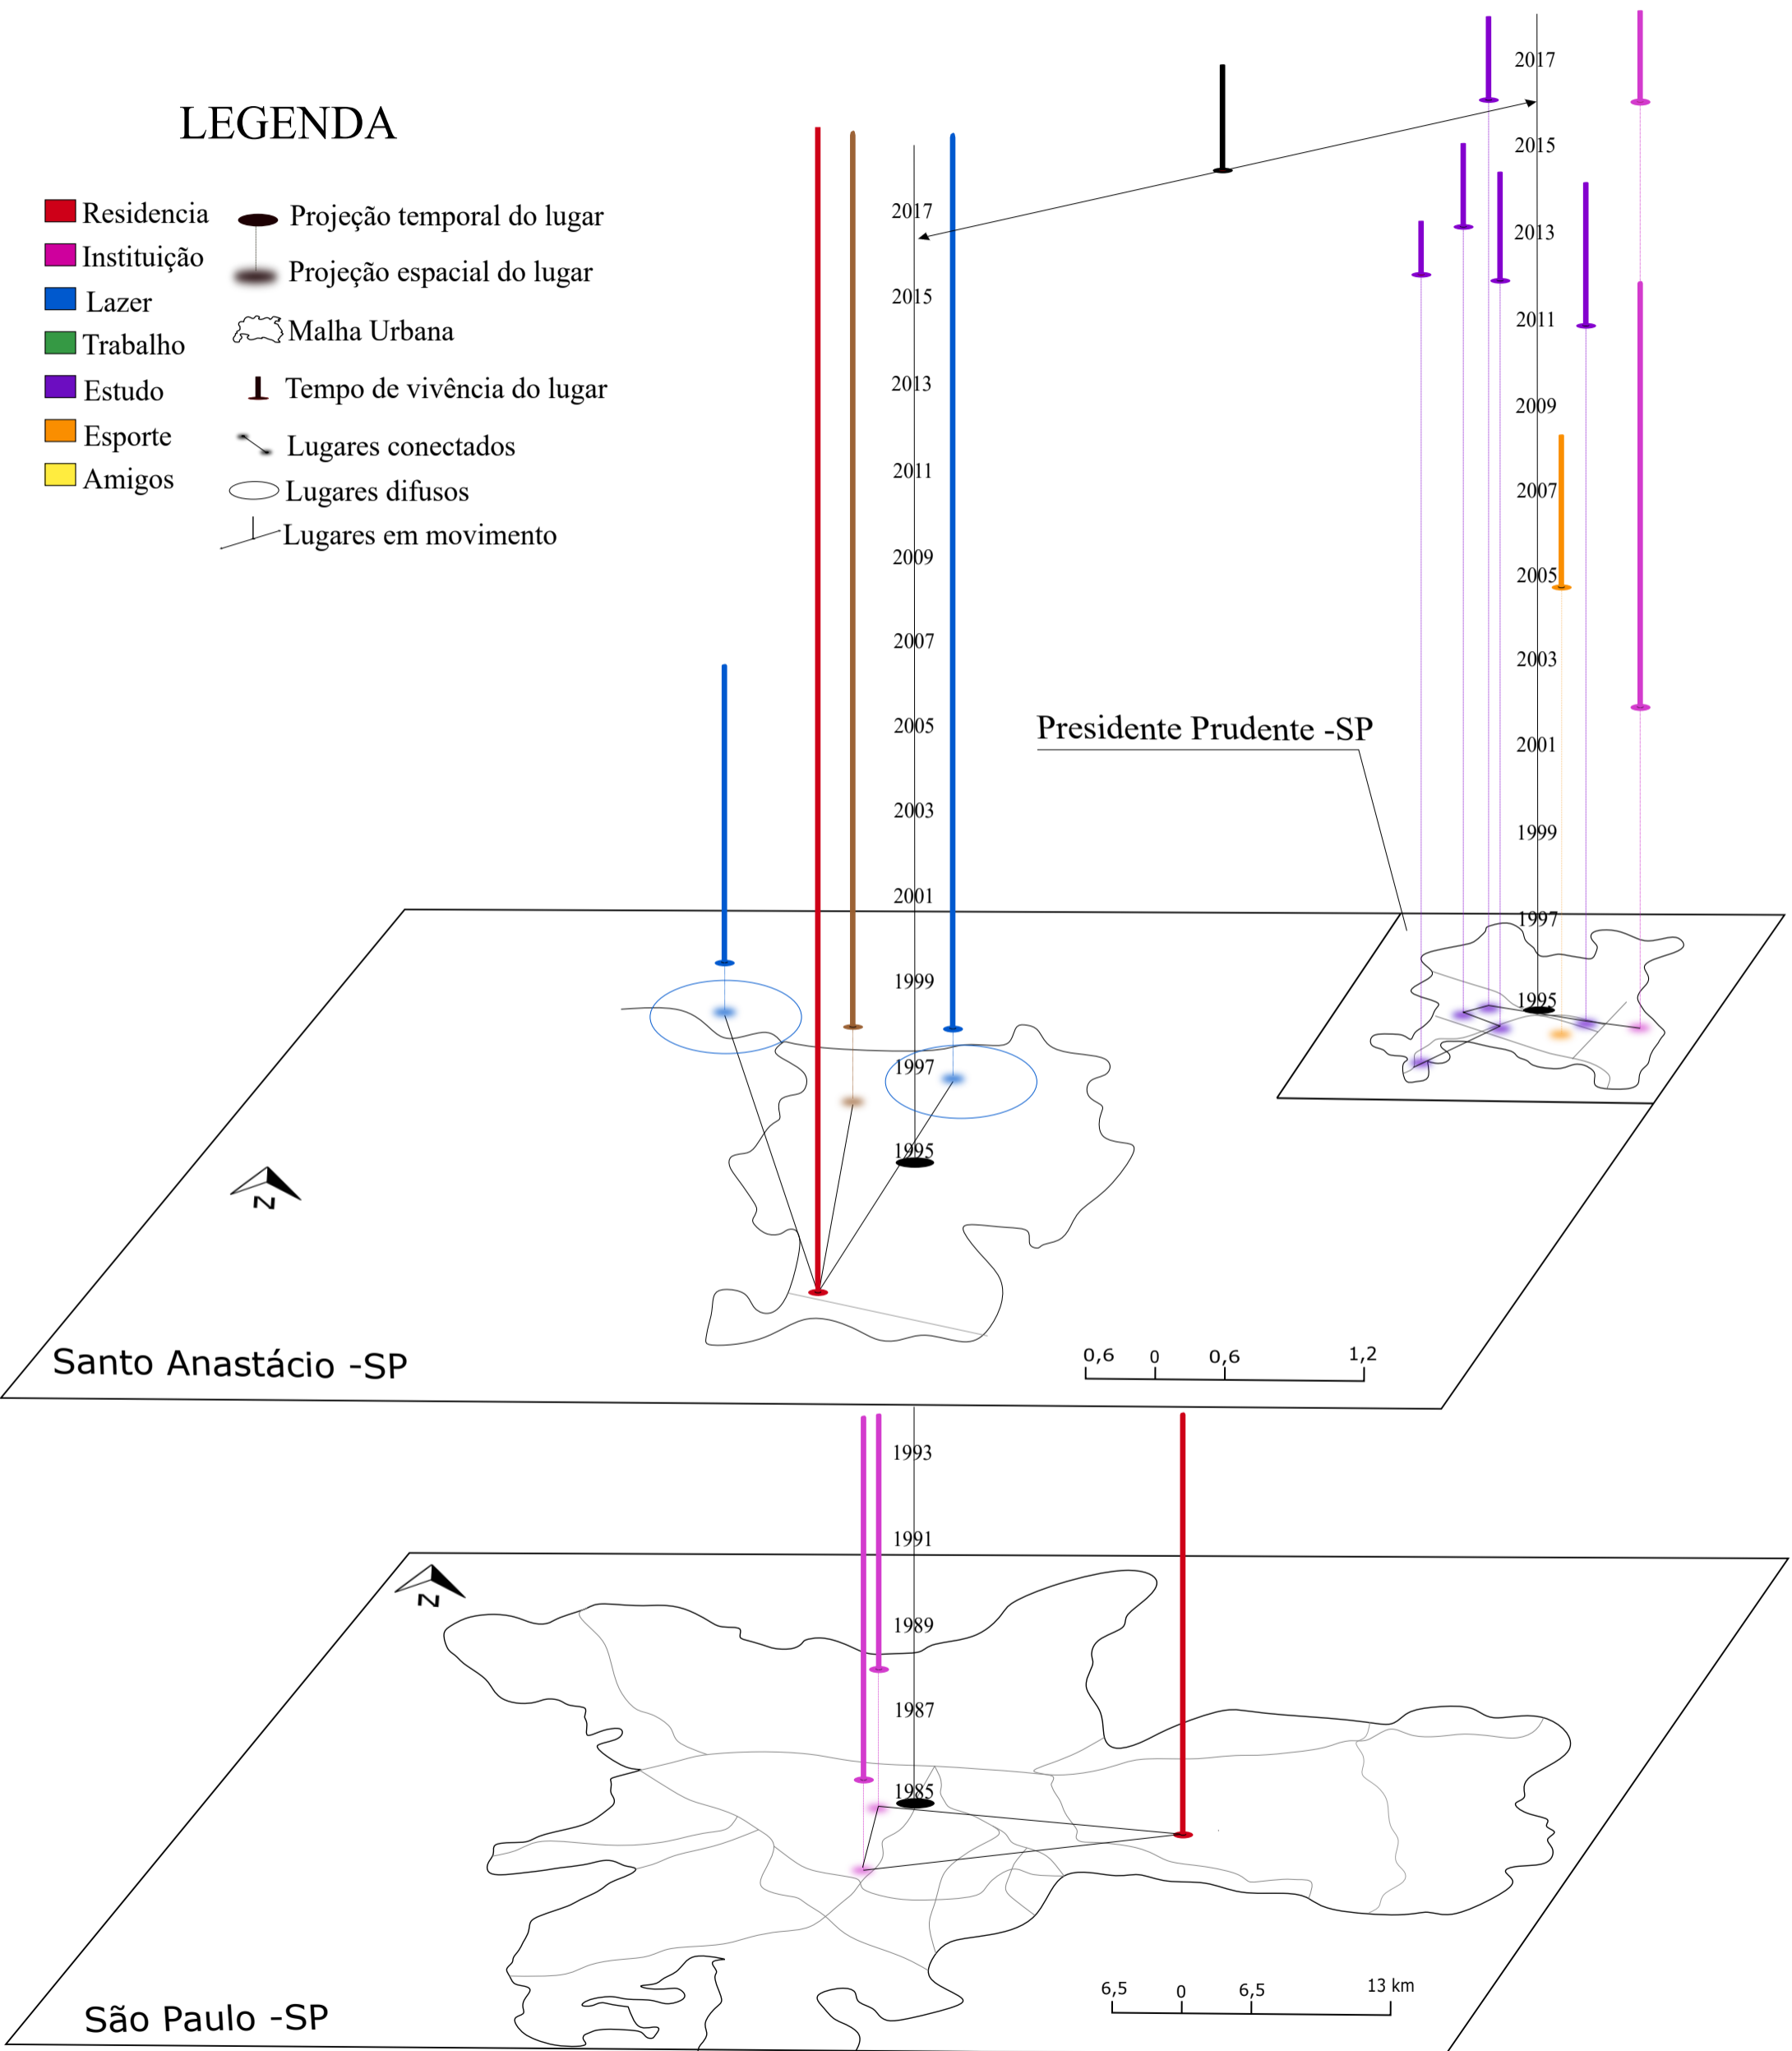 LEGENDA
Residencia
Instituição
Lazer
Trabalho
Estudo
Esporte
Amigos
Projeção temporal do lugar
Projeção espacial do lugar
Malha Urbana
Tempo de vivência do lugar
Lugares conectados
Lugares difusos
Lugares em movimento
2017
2015
2013
2011
2009
2007
2005
2003
2001
1999
1997
1995
2017
2015
2013
2011
2009
2007
2005
2003
2001
1999
1997
1995
Presidente Prudente -SP
N
Santo Anastácio -SP
0,6 0 0,6 1,2
1993
1991
1989
1987
1985
N
São Paulo -SP
6,5 0 6,5 13 km